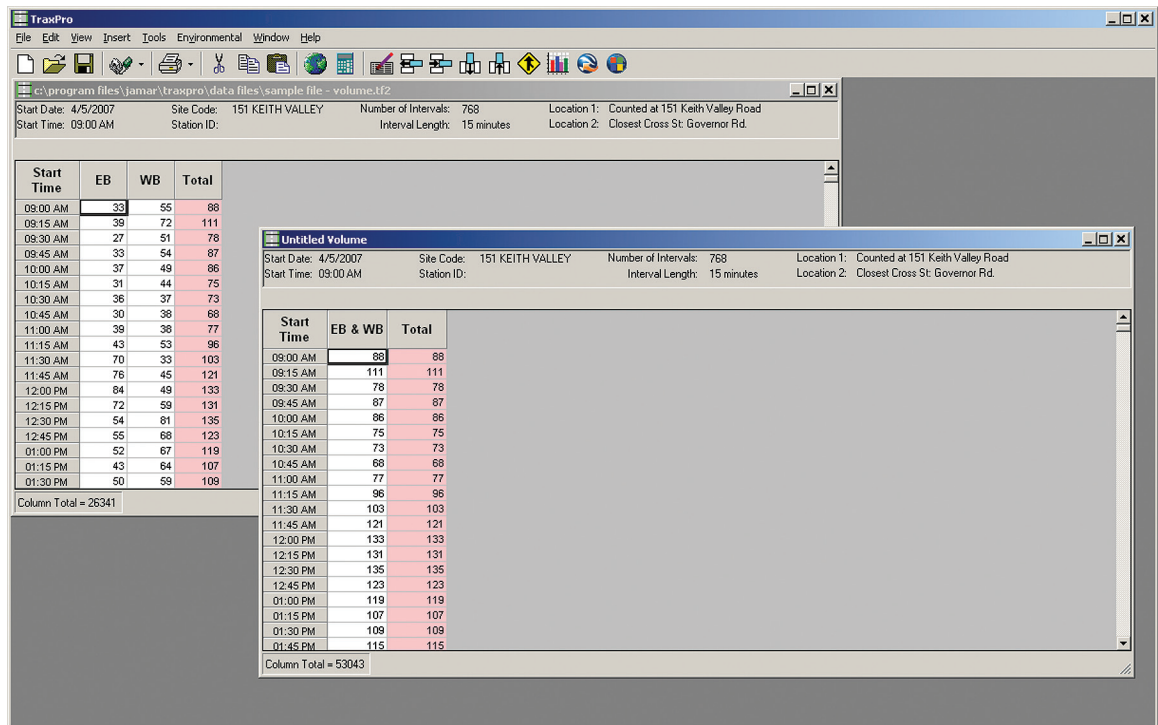 TraxPro
File Edit View Insert Tools Environmental Window Help
c:\program files\jamar\traxpro\data files\sample file - volume.tf2
Start Date: 4/5/2007 Site Code: 151 KEITH VALLEY Number of Intervals: 768 Location 1: Counted at 151 Keith Valley Road
Start Time: 09:00 AM Station ID: Interval Length: 15 minutes Location 2: Closest Cross St: Governor Rd.
Start Time EB WB Total
09:00 AM 33 55 88
09:15 AM 39 72 111
09:30 AM 27 51 78
09:45 AM 33 54 87
10:00 AM 37 49 86
10:15 AM 31 44 75
10:30 AM 36 37 73
10:45 AM 30 38 68
11:00 AM 39 38 77
11:15 AM 43 53 96
11:30 AM 70 33 103
11:45 AM 76 45 121
12:00 PM 84 49 133
12:15 PM 72 59 131
12:30 PM 54 81 135
12:45 PM 55 68 123
01:00 PM 52 67 119
01:15 PM 43 64 107
01:30 PM 50 59 109
Column Total = 26341
Untitled Volume
Start Date: 4/5/2007 Site Code: 151 KEITH VALLEY Number of Intervals: 768 Location 1: Counted at 151 Keith Valley Road
Start Time: 09:00 AM Station ID: Interval Length: 15 minutes Location 2: Closest Cross St: Governor Rd.
Start Time EB & WB Total
09:00 AM 88 88
09:15 AM 111 111
09:30 AM 78 78
09:45 AM 87 87
10:00 AM 86 86
10:15 AM 75 75
10:30 AM 73 73
10:45 AM 68 68
11:00 AM 77 77
11:15 AM 96 96
11:30 AM 103 103
11:45 AM 121 121
12:00 PM 133 133
12:15 PM 131 131
12:30 PM 135 135
12:45 PM 123 123
01:00 PM 119 119
01:15 PM 107 107
01:30 PM 109 109
01:45 PM 115 115
Column Total = 53043